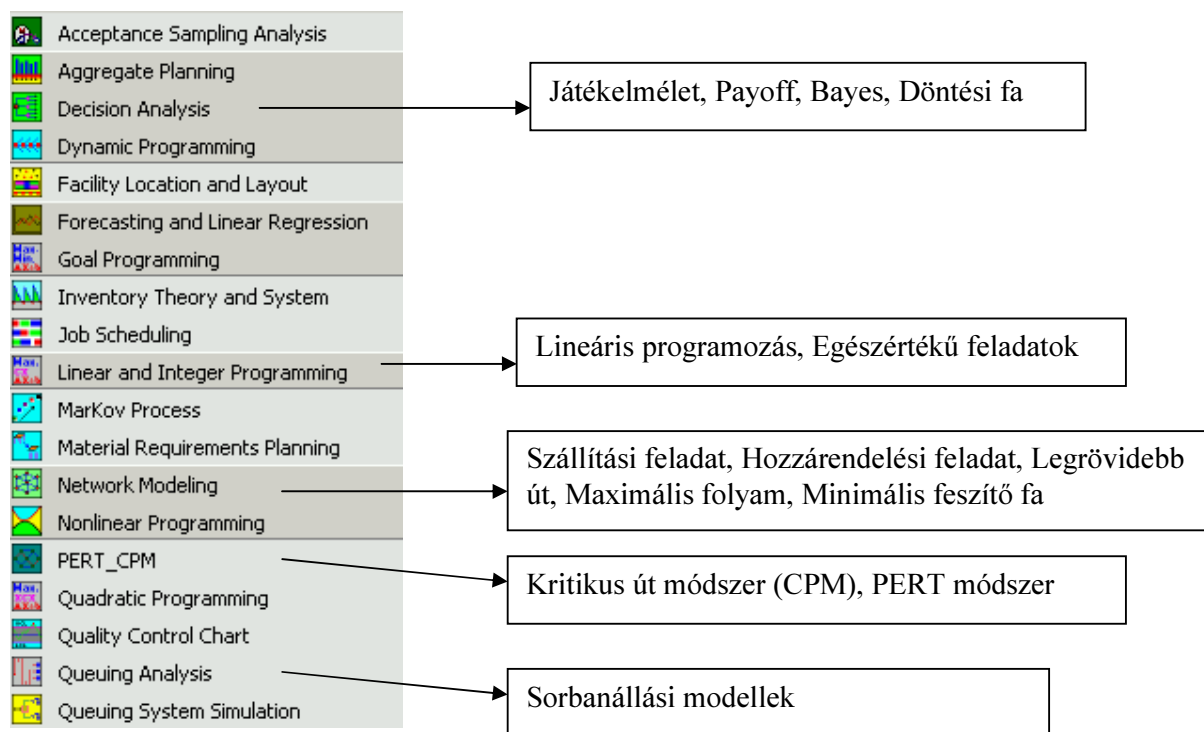 Acceptance Sampling Analysis
Aggregate Planning
Decision Analysis
Dynamic Programming
Facility Location and Layout
Forecasting and Linear Regression
Goal Programming
Inventory Theory and System
Job Scheduling
Linear and Integer Programming
MarKov Process
Material Requirements Planning
Network Modeling
Nonlinear Programming
PERT_CPM
Quadratic Programming
Quality Control Chart
Queuing Analysis
Queuing System Simulation
Játékelmélet, Payoff, Bayes, Döntési fa
Lineáris programozás, Egészértékű feladatok
Szállítási feladat, Hozzárendelési feladat, Legrövidebb
út, Maximális folyam, Minimális feszítő fa
Kritikus út módszer (CPM), PERT módszer
Sorbanállási modellek